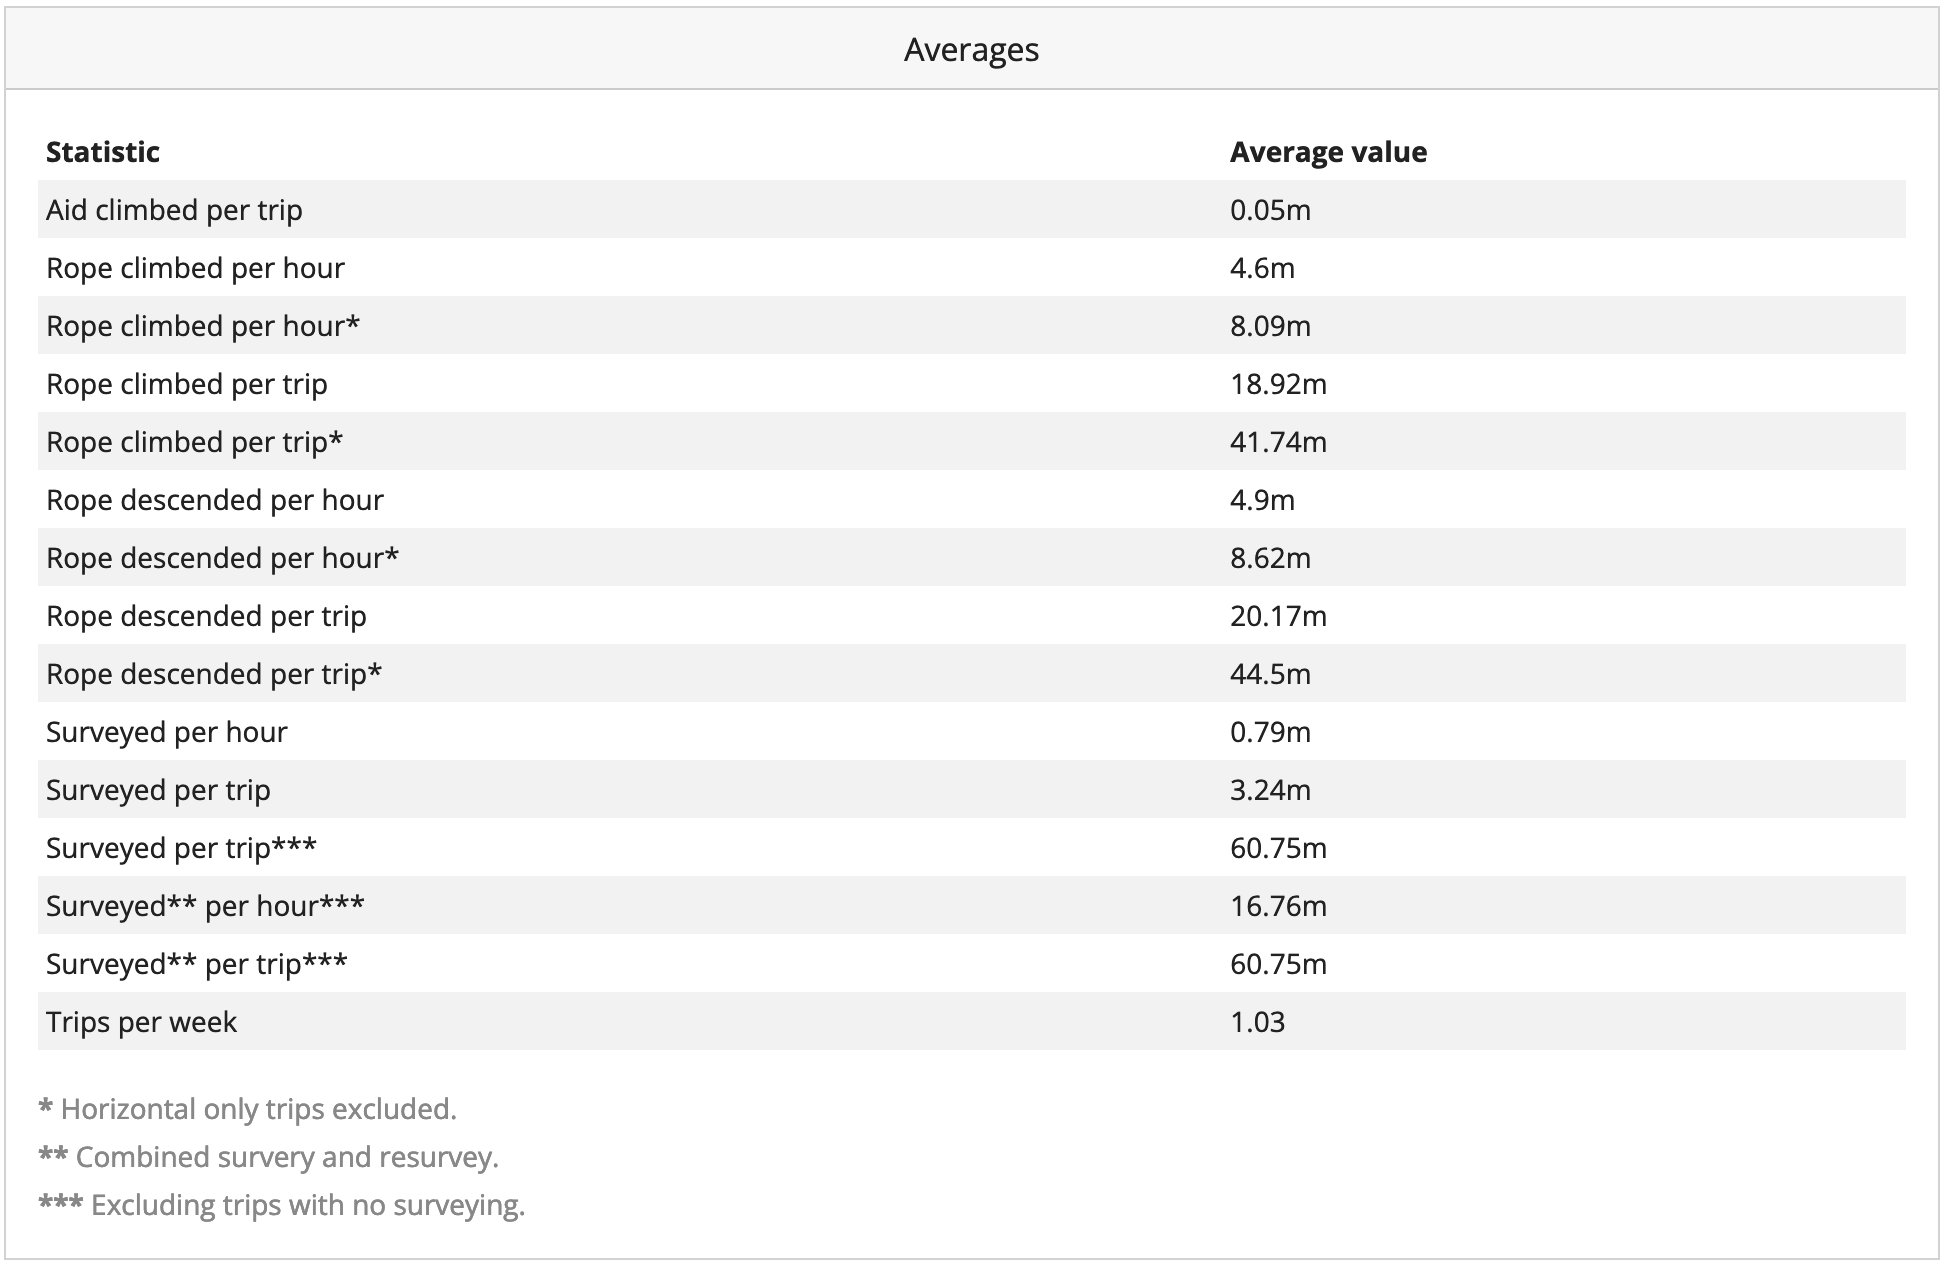 Averages
Statistic Average value
Aid climbed per trip 0.05m
Rope climbed per hour 4.6m
Rope climbed per hour* 8.09m
Rope climbed per trip 18.92m
Rope climbed per trip* 41.74m
Rope descended per hour 4.9m
Rope descended per hour* 8.62m
Rope descended per trip 20.17m
Rope descended per trip* 44.5m
Surveyed per hour 0.79m
Surveyed per trip 3.24m
Surveyed per trip*** 60.75m
Surveyed** per hour*** 16.76m
Surveyed** per trip*** 60.75m
Trips per week 1.03
* Horizontal only trips excluded.
** Combined survery and resurvey.
*** Excluding trips with no surveying.